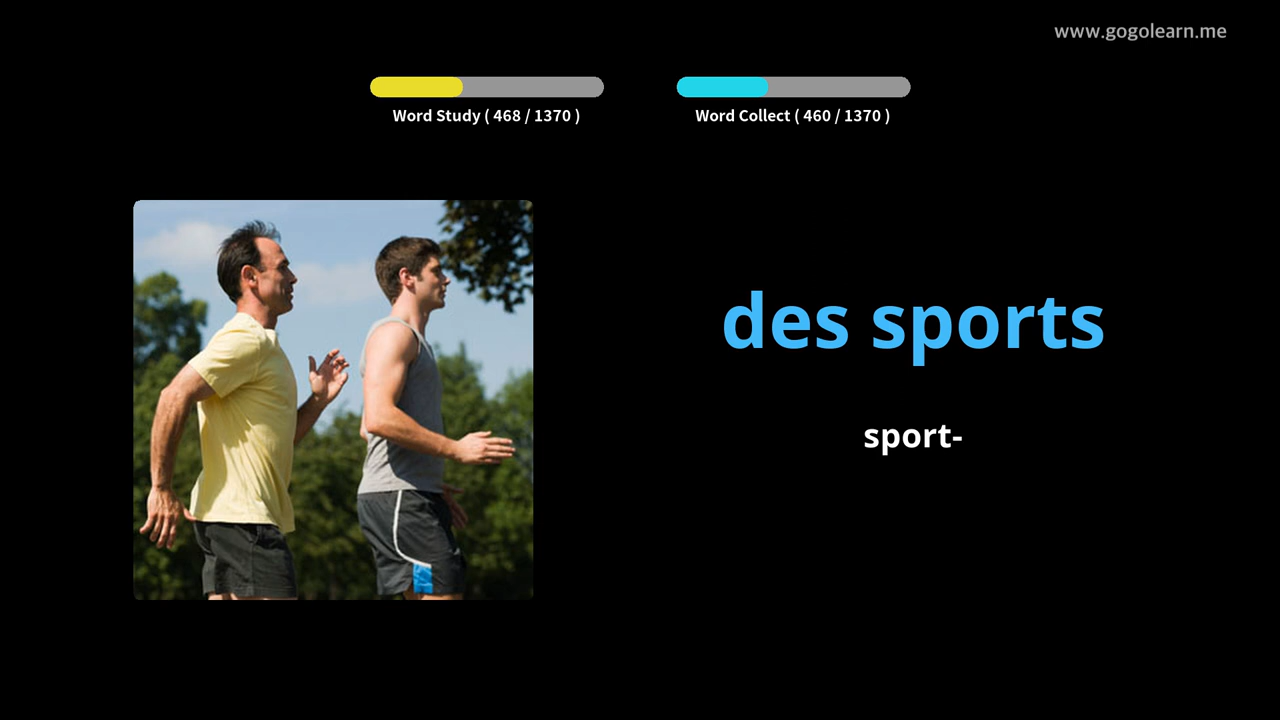 www.gogolearn.me
Word Study ( 468 / 1370 )
Word Collect ( 460 / 1370 )
des sports
sport-